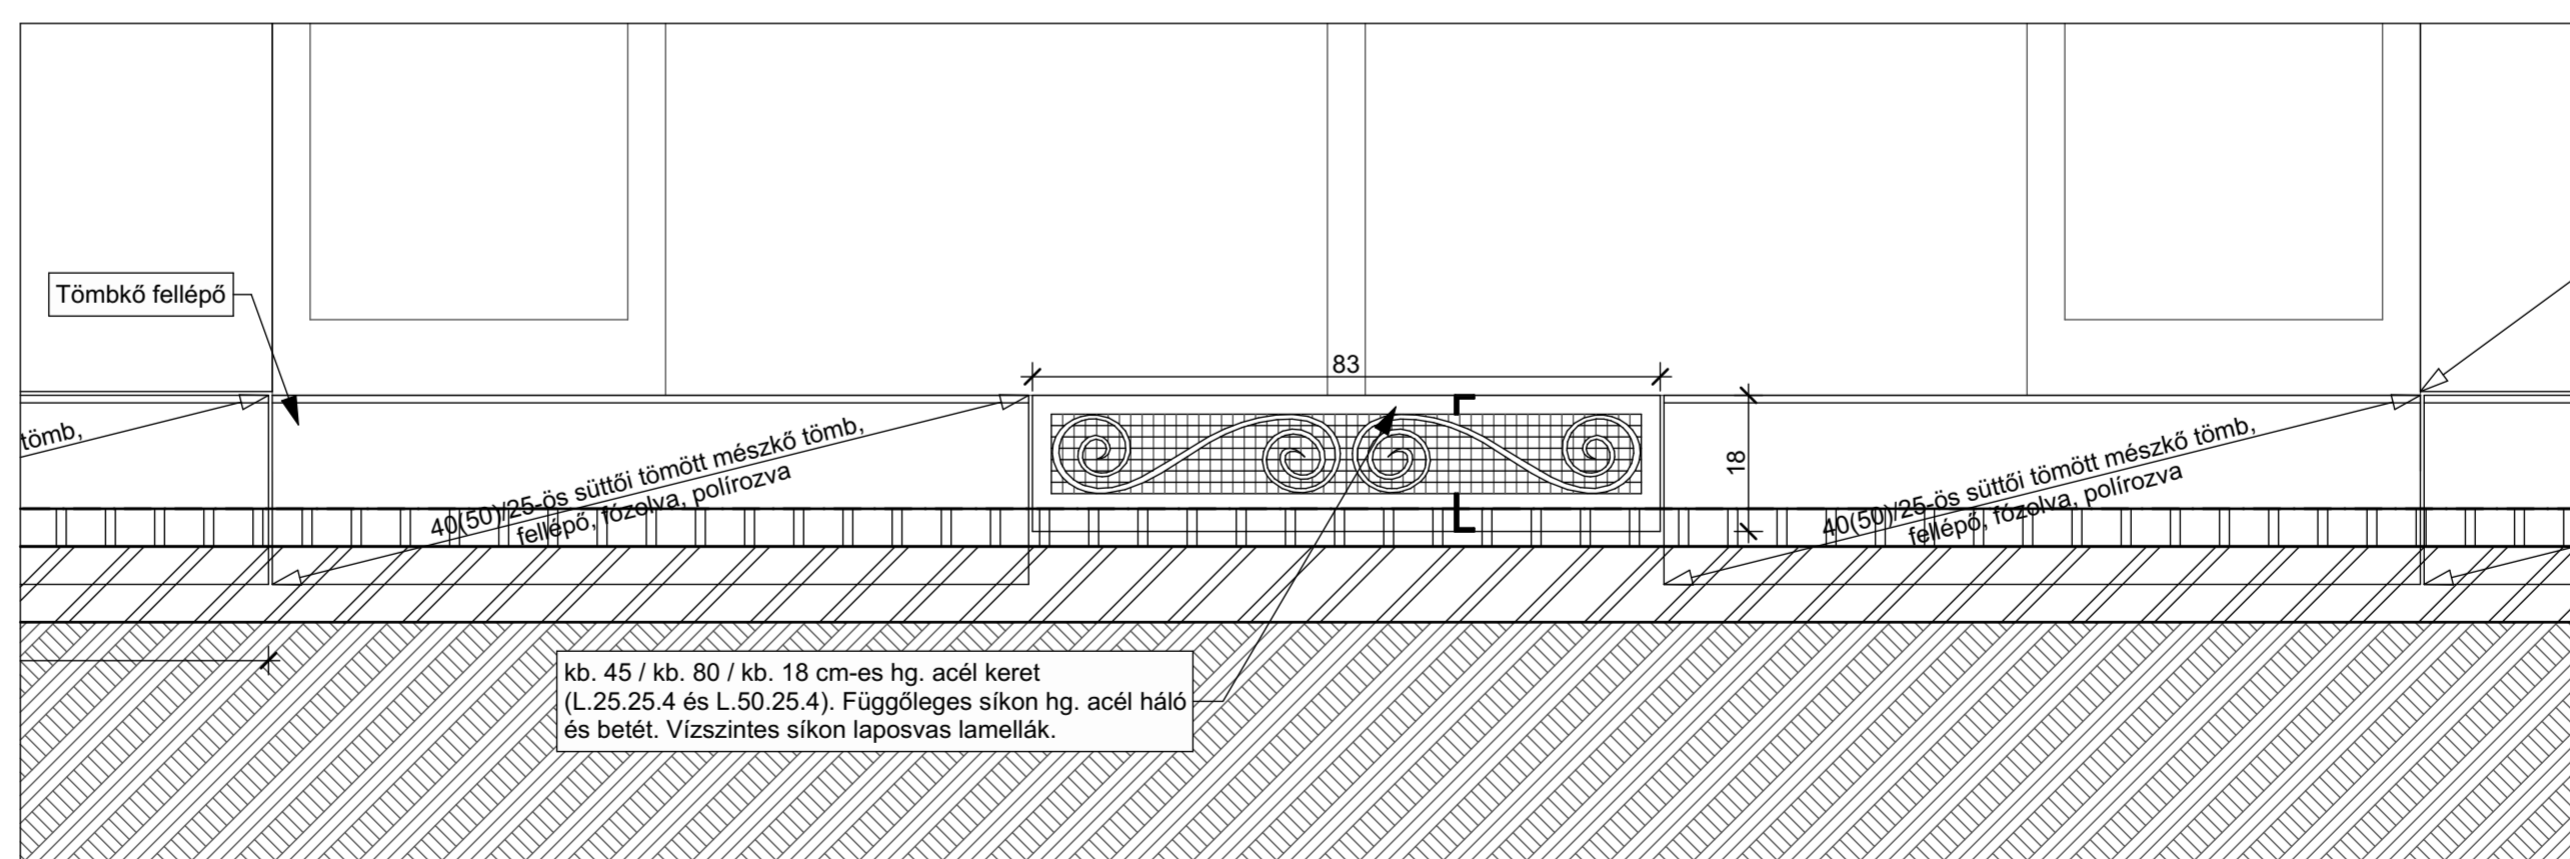 Tömbkő fellépő
83
tömb,
40(50)/25-ös süttői tömött mészkő tömb,
fellépő, fózolva, polírozva
18
40(50)/25-ös süttői tömött mészkő tömb,
fellépő, fózolva, polírozva
kb. 45 / kb. 80 / kb. 18 cm-es hg. acél keret
(L.25.25.4 és L.50.25.4). Függőleges síkon hg. acél háló
és betét. Vízszintes síkon laposvas lamellák.